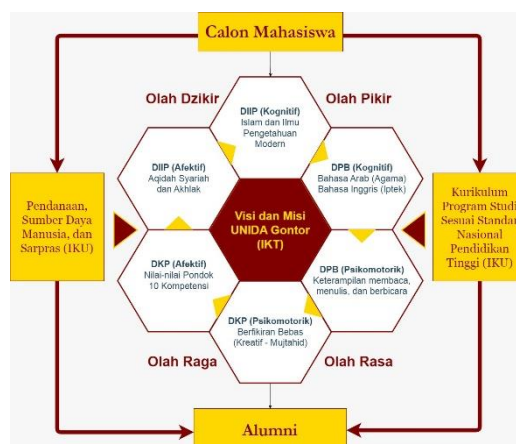 Calon Mahasiswa
Olah Dzikir
Olah Pikir
DIIP (Kognitif)
Islam dan Ilmu
Pengetahuan
Modern
DIIP (Afektif)
Aqidah Syariah
dan Akhlak
DPB (Kognitif)
Bahasa Arab (Agama)
Bahasa Inggris (Iptek)
Pendanaan,
Sumber Daya
Manusia, dan
Sarpras (IKU)
Visi dan Misi
UNIDA Gontor
(IKT)
Kurikulum
Program Studi
Sesuai Standar
Nasional
Pendidikan
Tinggi (IKU)
DKP (Afektif)
Nilai-nilai Pondok
10 Kompetensi
DPB (Psikomotorik)
Keterampilan membaca,
menulis, dan berbicara
DKP (Psikomotorik)
Berfikiran Bebas
(Kreatif - Mujtahid)
Olah Raga
Olah Rasa
Alumni